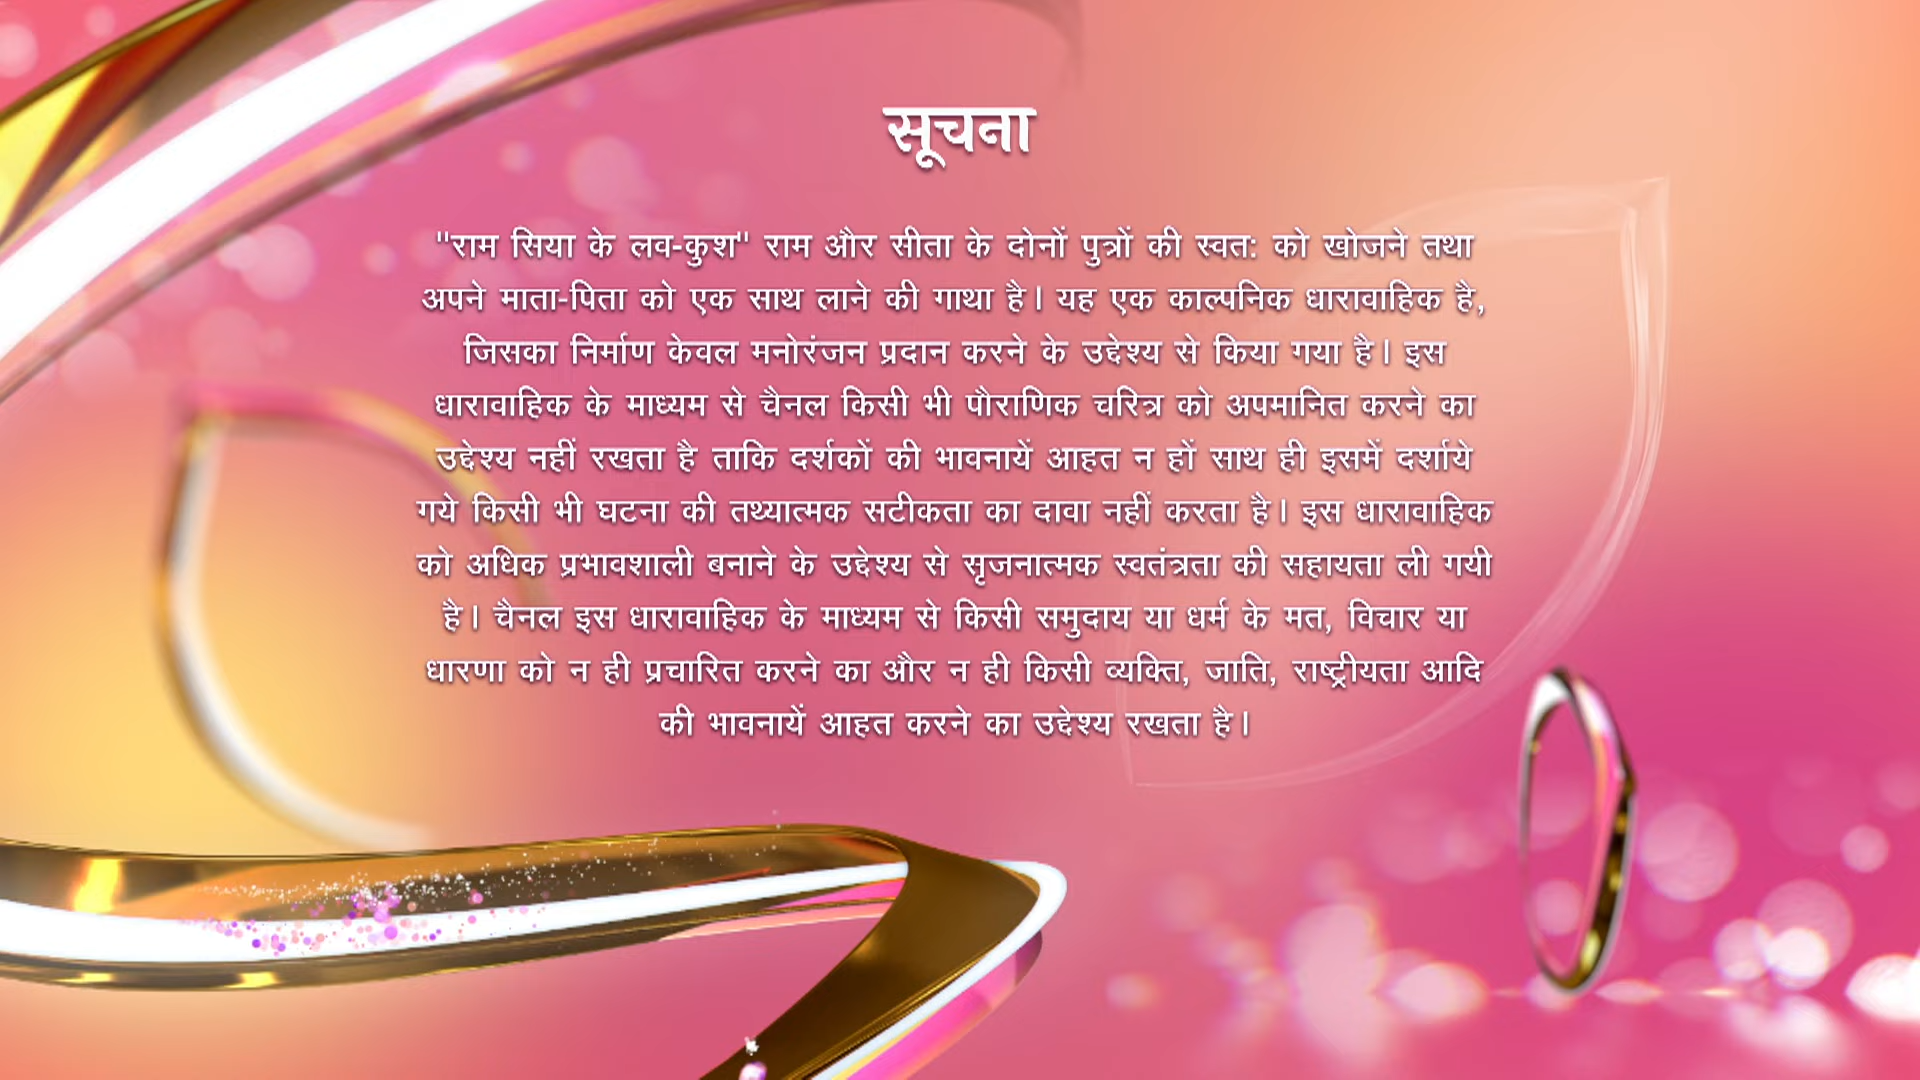 सूचना
"राम सिया के लव-कुश" राम और सीता के दोनों पुत्रों की स्वत: को खोजने तथा
अपने माता-पिता को एक साथ लाने की गाथा है। यह एक काल्पनिक धारावाहिक है,
जिसका निर्माण केवल मनोरंजन प्रदान करने के उद्देश्य से किया गया है। इस
धारावाहिक के माध्यम से चैनल किसी भी पौराणिक चरित्र को अपमानित करने का
उद्देश्य नहीं रखता है ताकि दर्शकों की भावनायें आहत न हों साथ ही इसमें दर्शाये
गये किसी भी घटना की तथ्यात्मक सटीकता का दावा नहीं करता है। इस धारावाहिक
को अधिक प्रभावशाली बनाने के उद्देश्य से सृजनात्मक स्वतंत्रता की सहायता ली गयी
है। चैनल इस धारावाहिक के माध्यम से किसी समुदाय या धर्म के मत, विचार या
धारणा को न ही प्रचारित करने का और न ही किसी व्यक्ति, जाति, राष्ट्रीयता आदि
की भावनायें आहत करने का उद्देश्य रखता है।